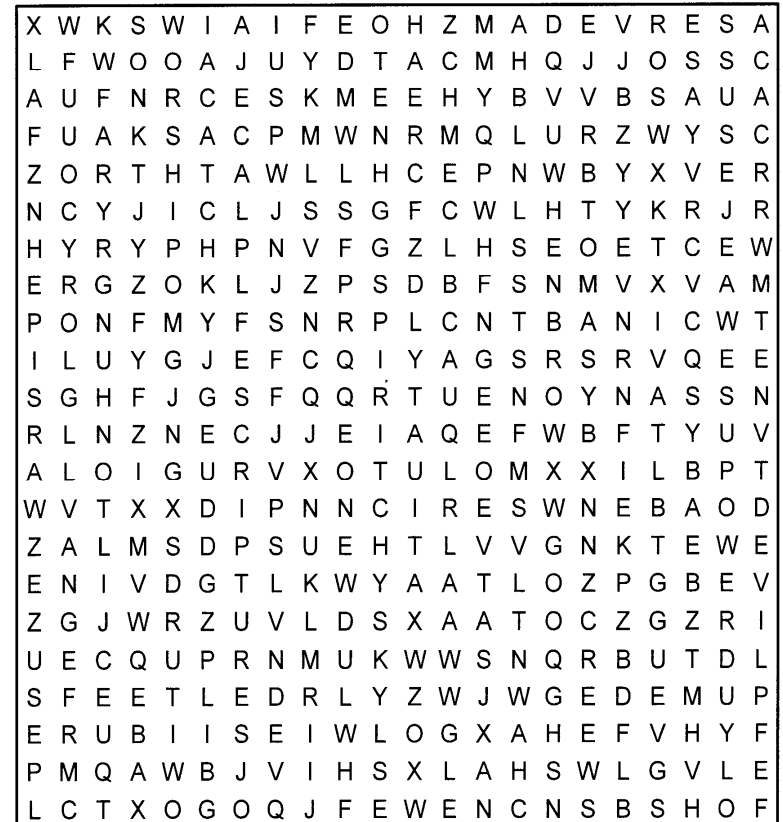 X W K S W I A I F E O H Z M A D E V R E S A
L F W O O A J U Y D T A C M H Q J J O S S C
A U F N R C E S K M E E H Y B V V B S A U A
F U A K S A C P M W N R M Q L U R Z W Y S C
Z O R T H T A W L L H C E P N W B Y X V E R
N C Y J I C L J S S G F C W L H T Y K R J R
H Y R Y P H P N V F G Z L H S E O E T C E W
E R G Z O K L J Z P S D B F S N M V X V A M
P O N F M Y F S N R P L C N T B A N I C W T
I L U Y G J E F C Q I Y A G S R S R V Q E E
S G H F J G S F Q Q R T U E N O Y N A S S N
R L N Z N E C J J E I A Q E F W B F T Y U V
A L O I G U R V X O T U L O M X X I L B P T
W V T X X D I P N N C I R E S W N E B A O D
Z A L M S D P S U E H T L V V G N K T E W E
E N I V D G T L K W Y A A T L O Z P G B E V
Z G J W R Z U V L D S X A A T O C Z G Z R I
U E C Q U P R N M U K W W S N Q R B U T D L
S F E E T L E D R L Y Z W J W G E D E M U P
E R U B I I S E I W L O G X A H E F V H Y F
P M Q A W B J V I H S X L A H S W L G V L E
L C T X O G O Q J F E W E N C N S B S H O F